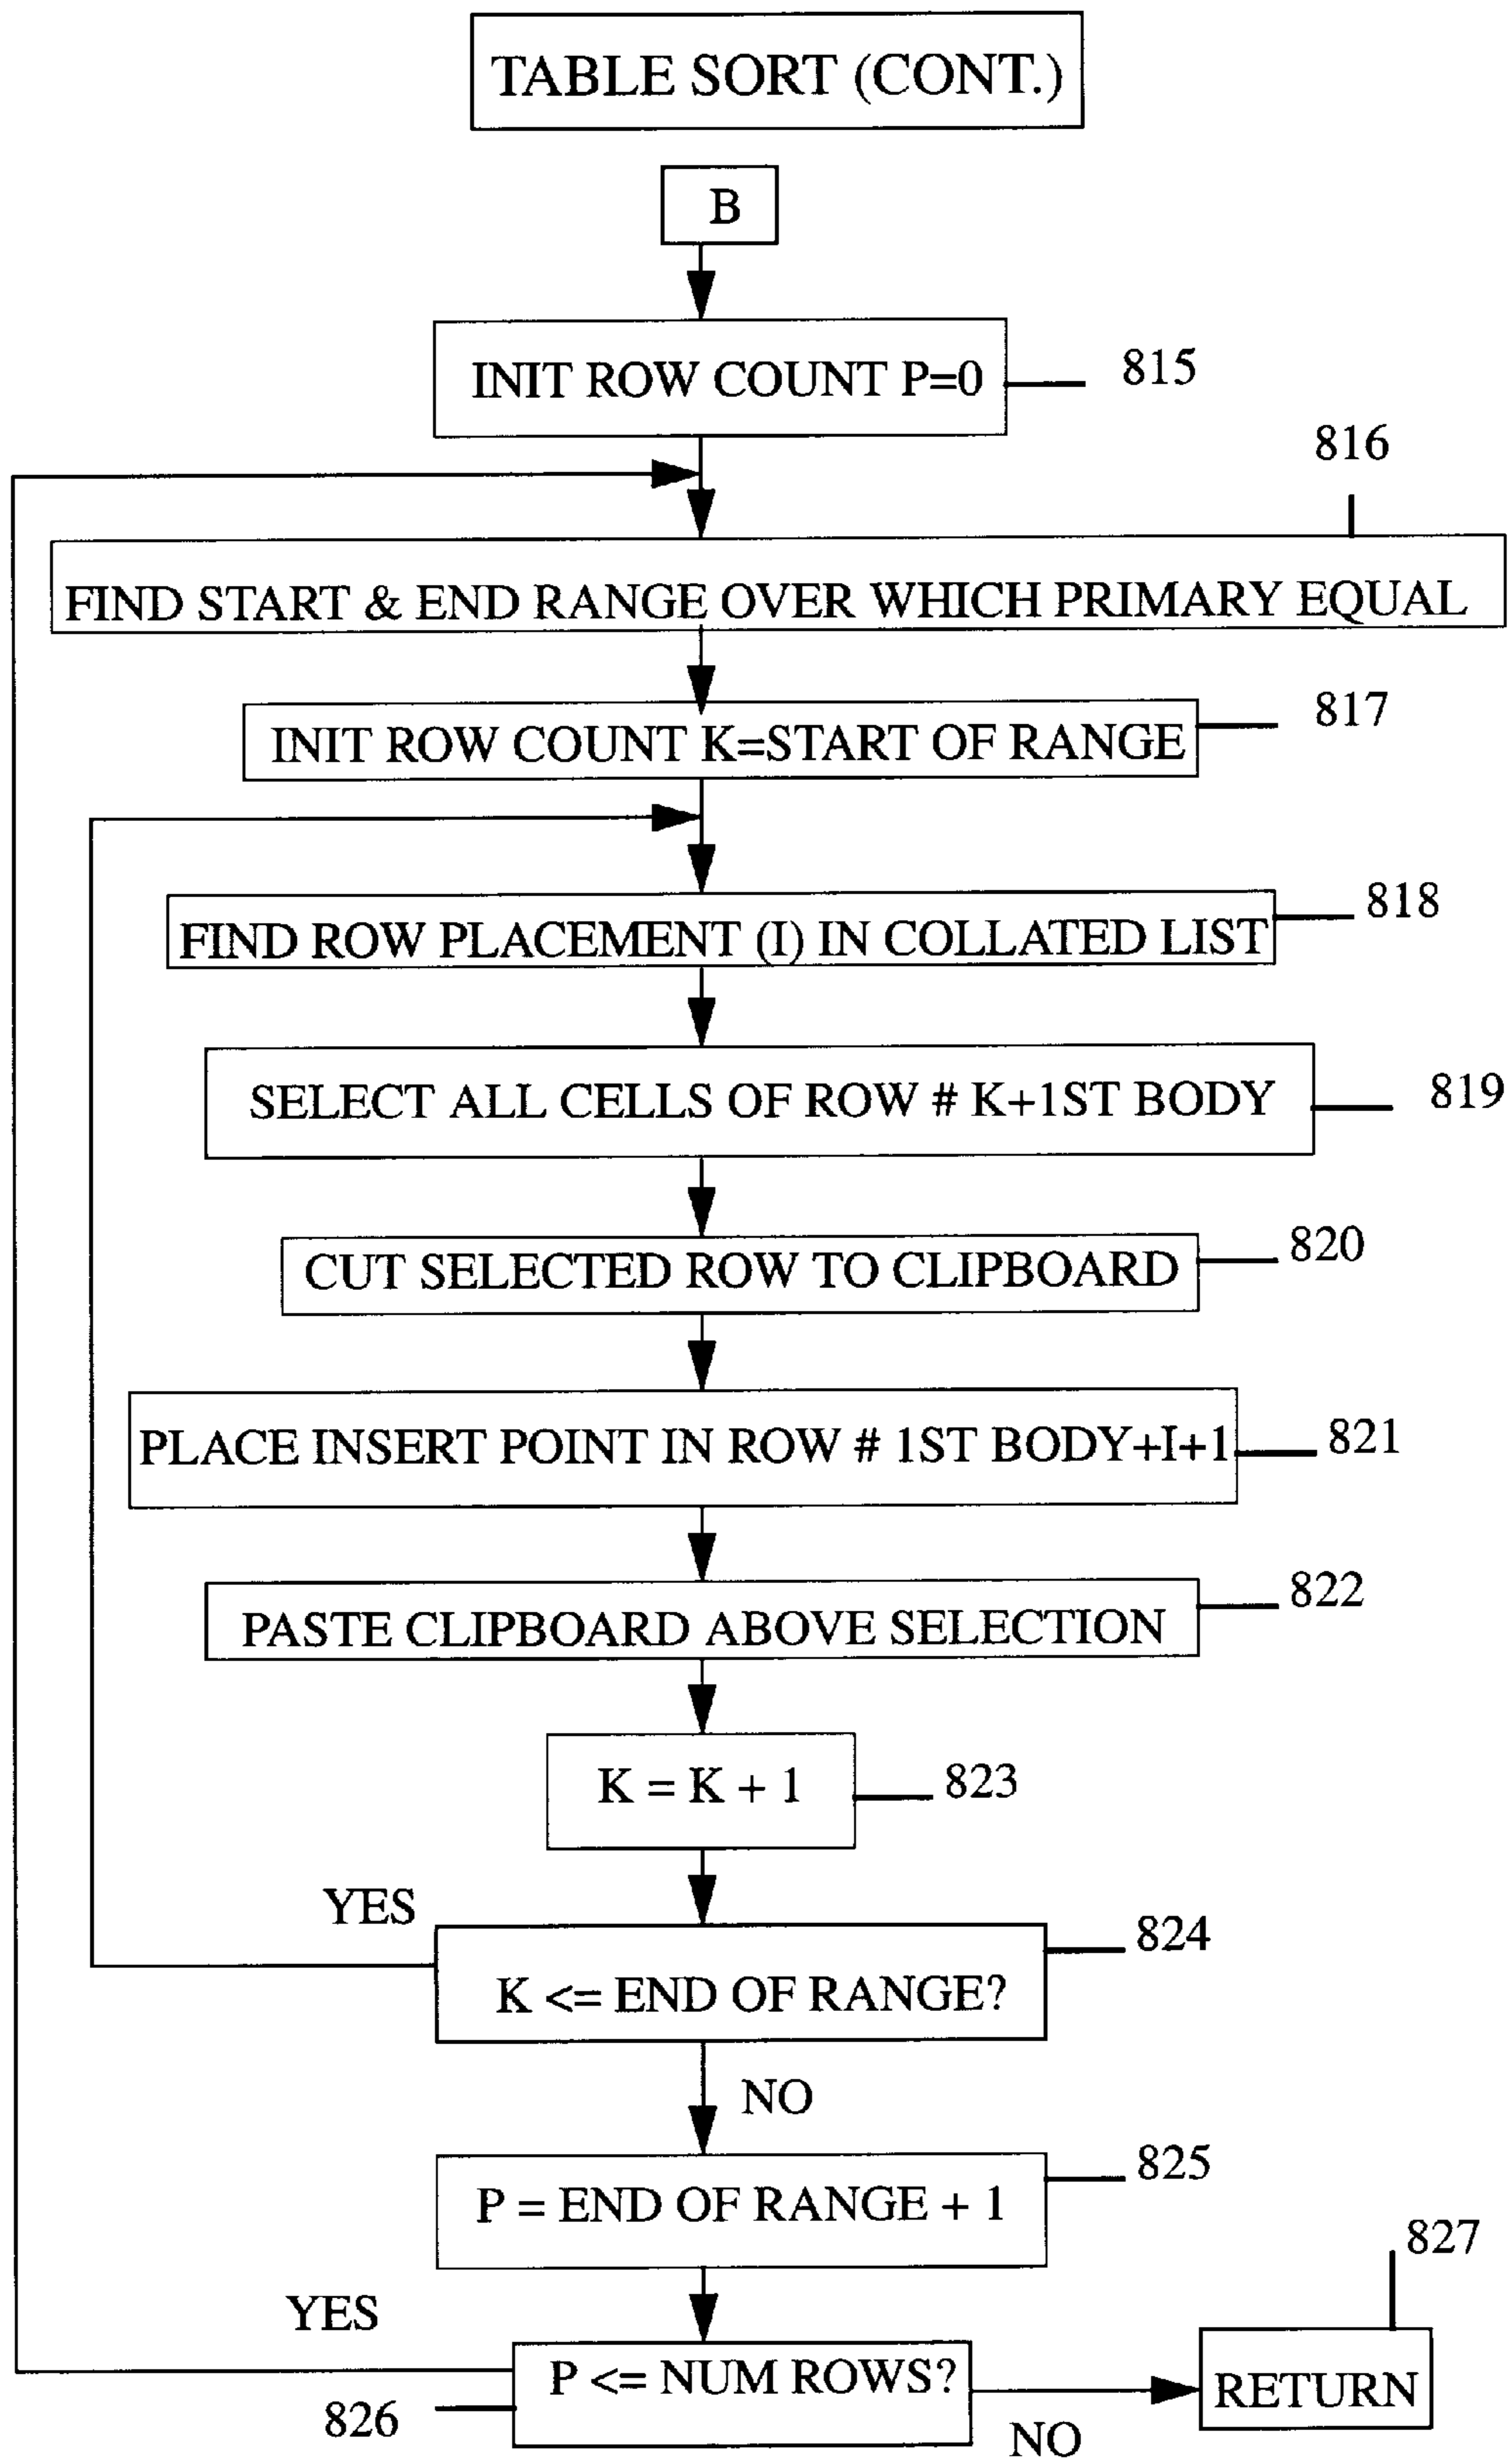 TABLE SORT (CONT.)
B
INIT ROW COUNT P=0
815
816
FIND START & END RANGE OVER WHICH PRIMARY EQUAL
INIT ROW COUNT K=START OF RANGE
817
FIND ROW PLACEMENT (I) IN COLLATED LIST
818
SELECT ALL CELLS OF ROW # K+1ST BODY
819
CUT SELECTED ROW TO CLIPBOARD
820
PLACE INSERT POINT IN ROW # 1ST BODY+I+1
821
PASTE CLIPBOARD ABOVE SELECTION
822
K = K + 1
823
YES
824
K <= END OF RANGE?
NO
P = END OF RANGE + 1
825
827
YES
P <= NUM ROWS?
RETURN
826
NO